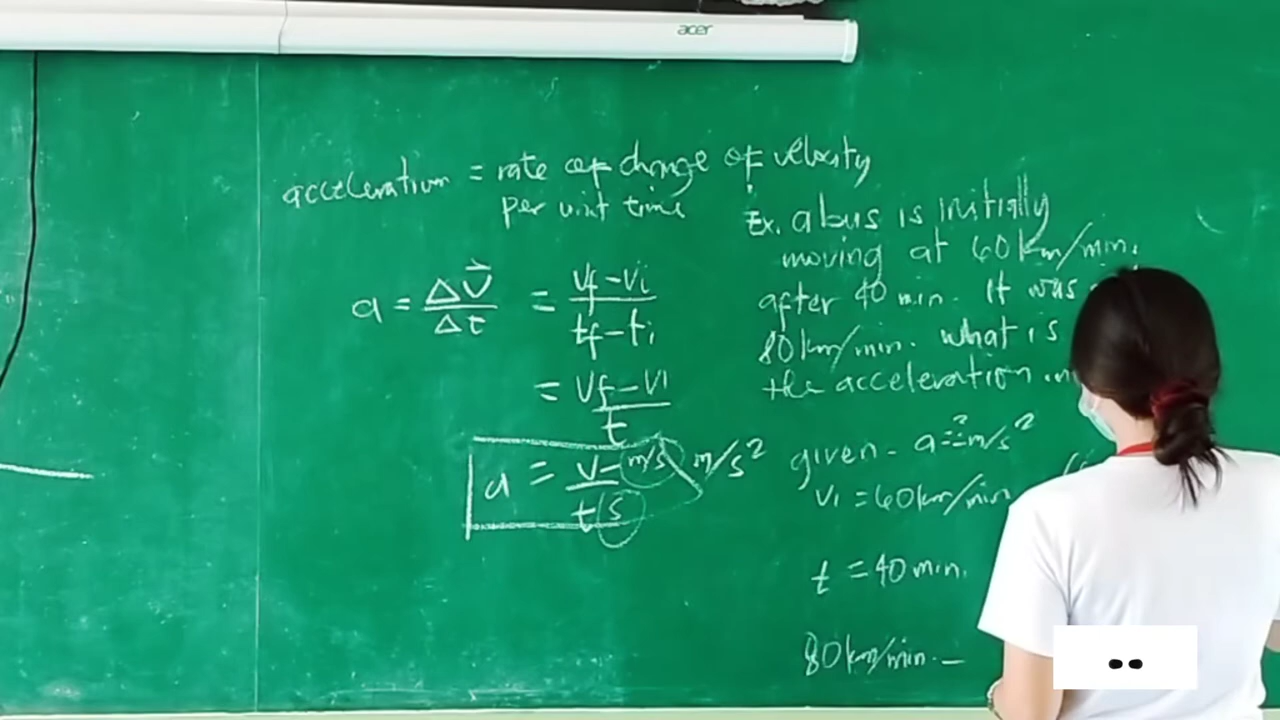 acer
acceleration = rate of change of velocity
per unit time
a = Δv⃗/Δt = vf-vi/tf-ti
= vf-vi/t
a = v- m/s / t s m/s²
Ex. a bus is initially
moving at 60km/min.
after 40 min. It was
80km/min. what is
the acceleration in
given - a = ? m/s²
vi = 60km/min
t = 40 min.
80km/min. -